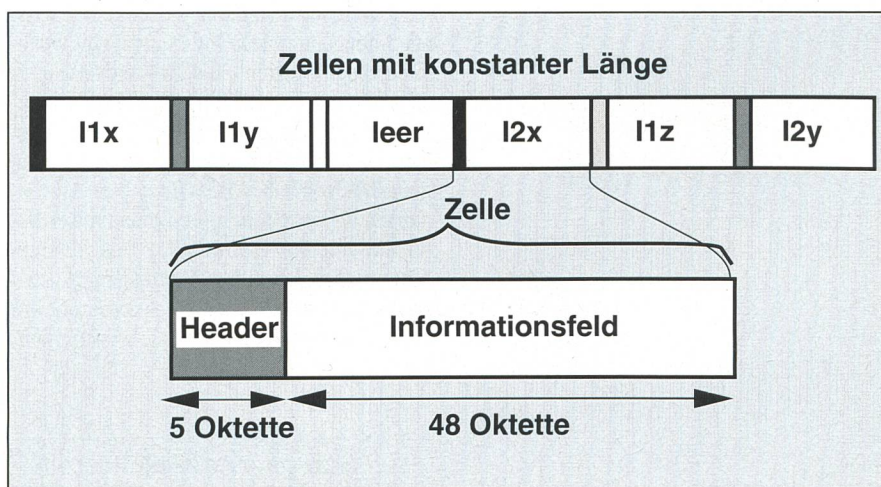 Zellen mit konstanter Länge
I1x I1y leer I2x I1z I2y
Zelle
Header Informationsfeld
5 Oktette 48 Oktette